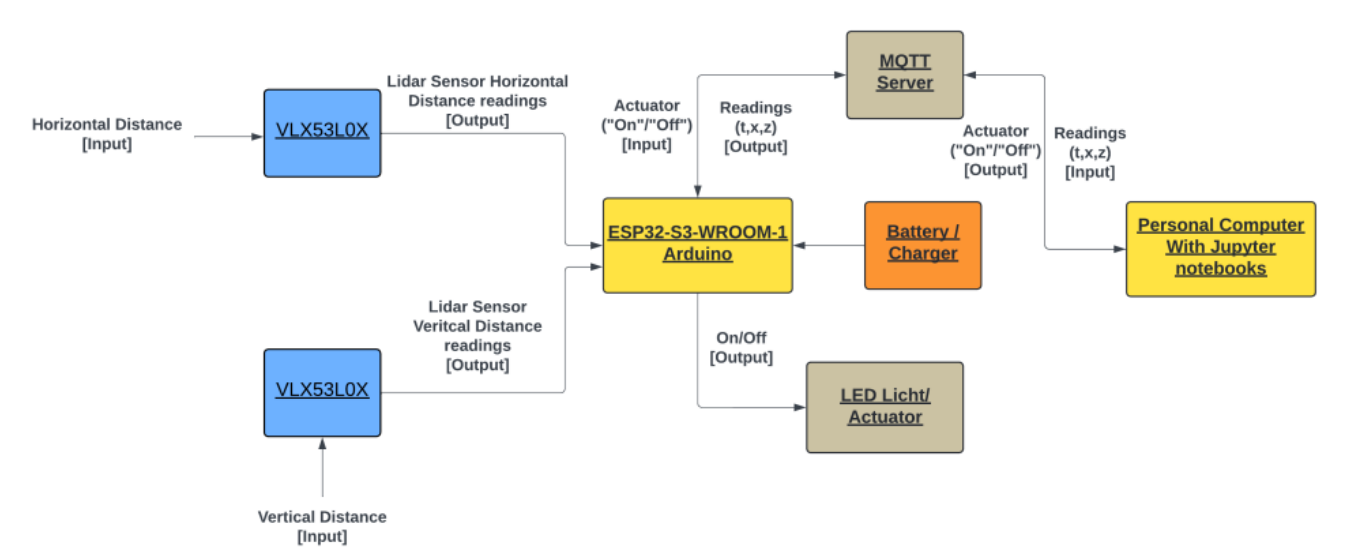 Horizontal Distance
[Input]
VLX53L0X
Lidar Sensor Horizontal
Distance readings
[Output]
Actuator
("On"/"Off")
[Input]
Readings
(t,x,z)
[Output]
MQTT
Server
Actuator
("On"/"Off")
[Output]
Readings
(t,x,z)
[Input]
ESP32-S3-WROOM-1
Arduino
Battery /
Charger
Personal Computer
With Jupyter
notebooks
Lidar Sensor
Veritcal Distance
readings
[Output]
VLX53L0X
On/Off
[Output]
LED Licht/
Actuator
Vertical Distance
[Input]